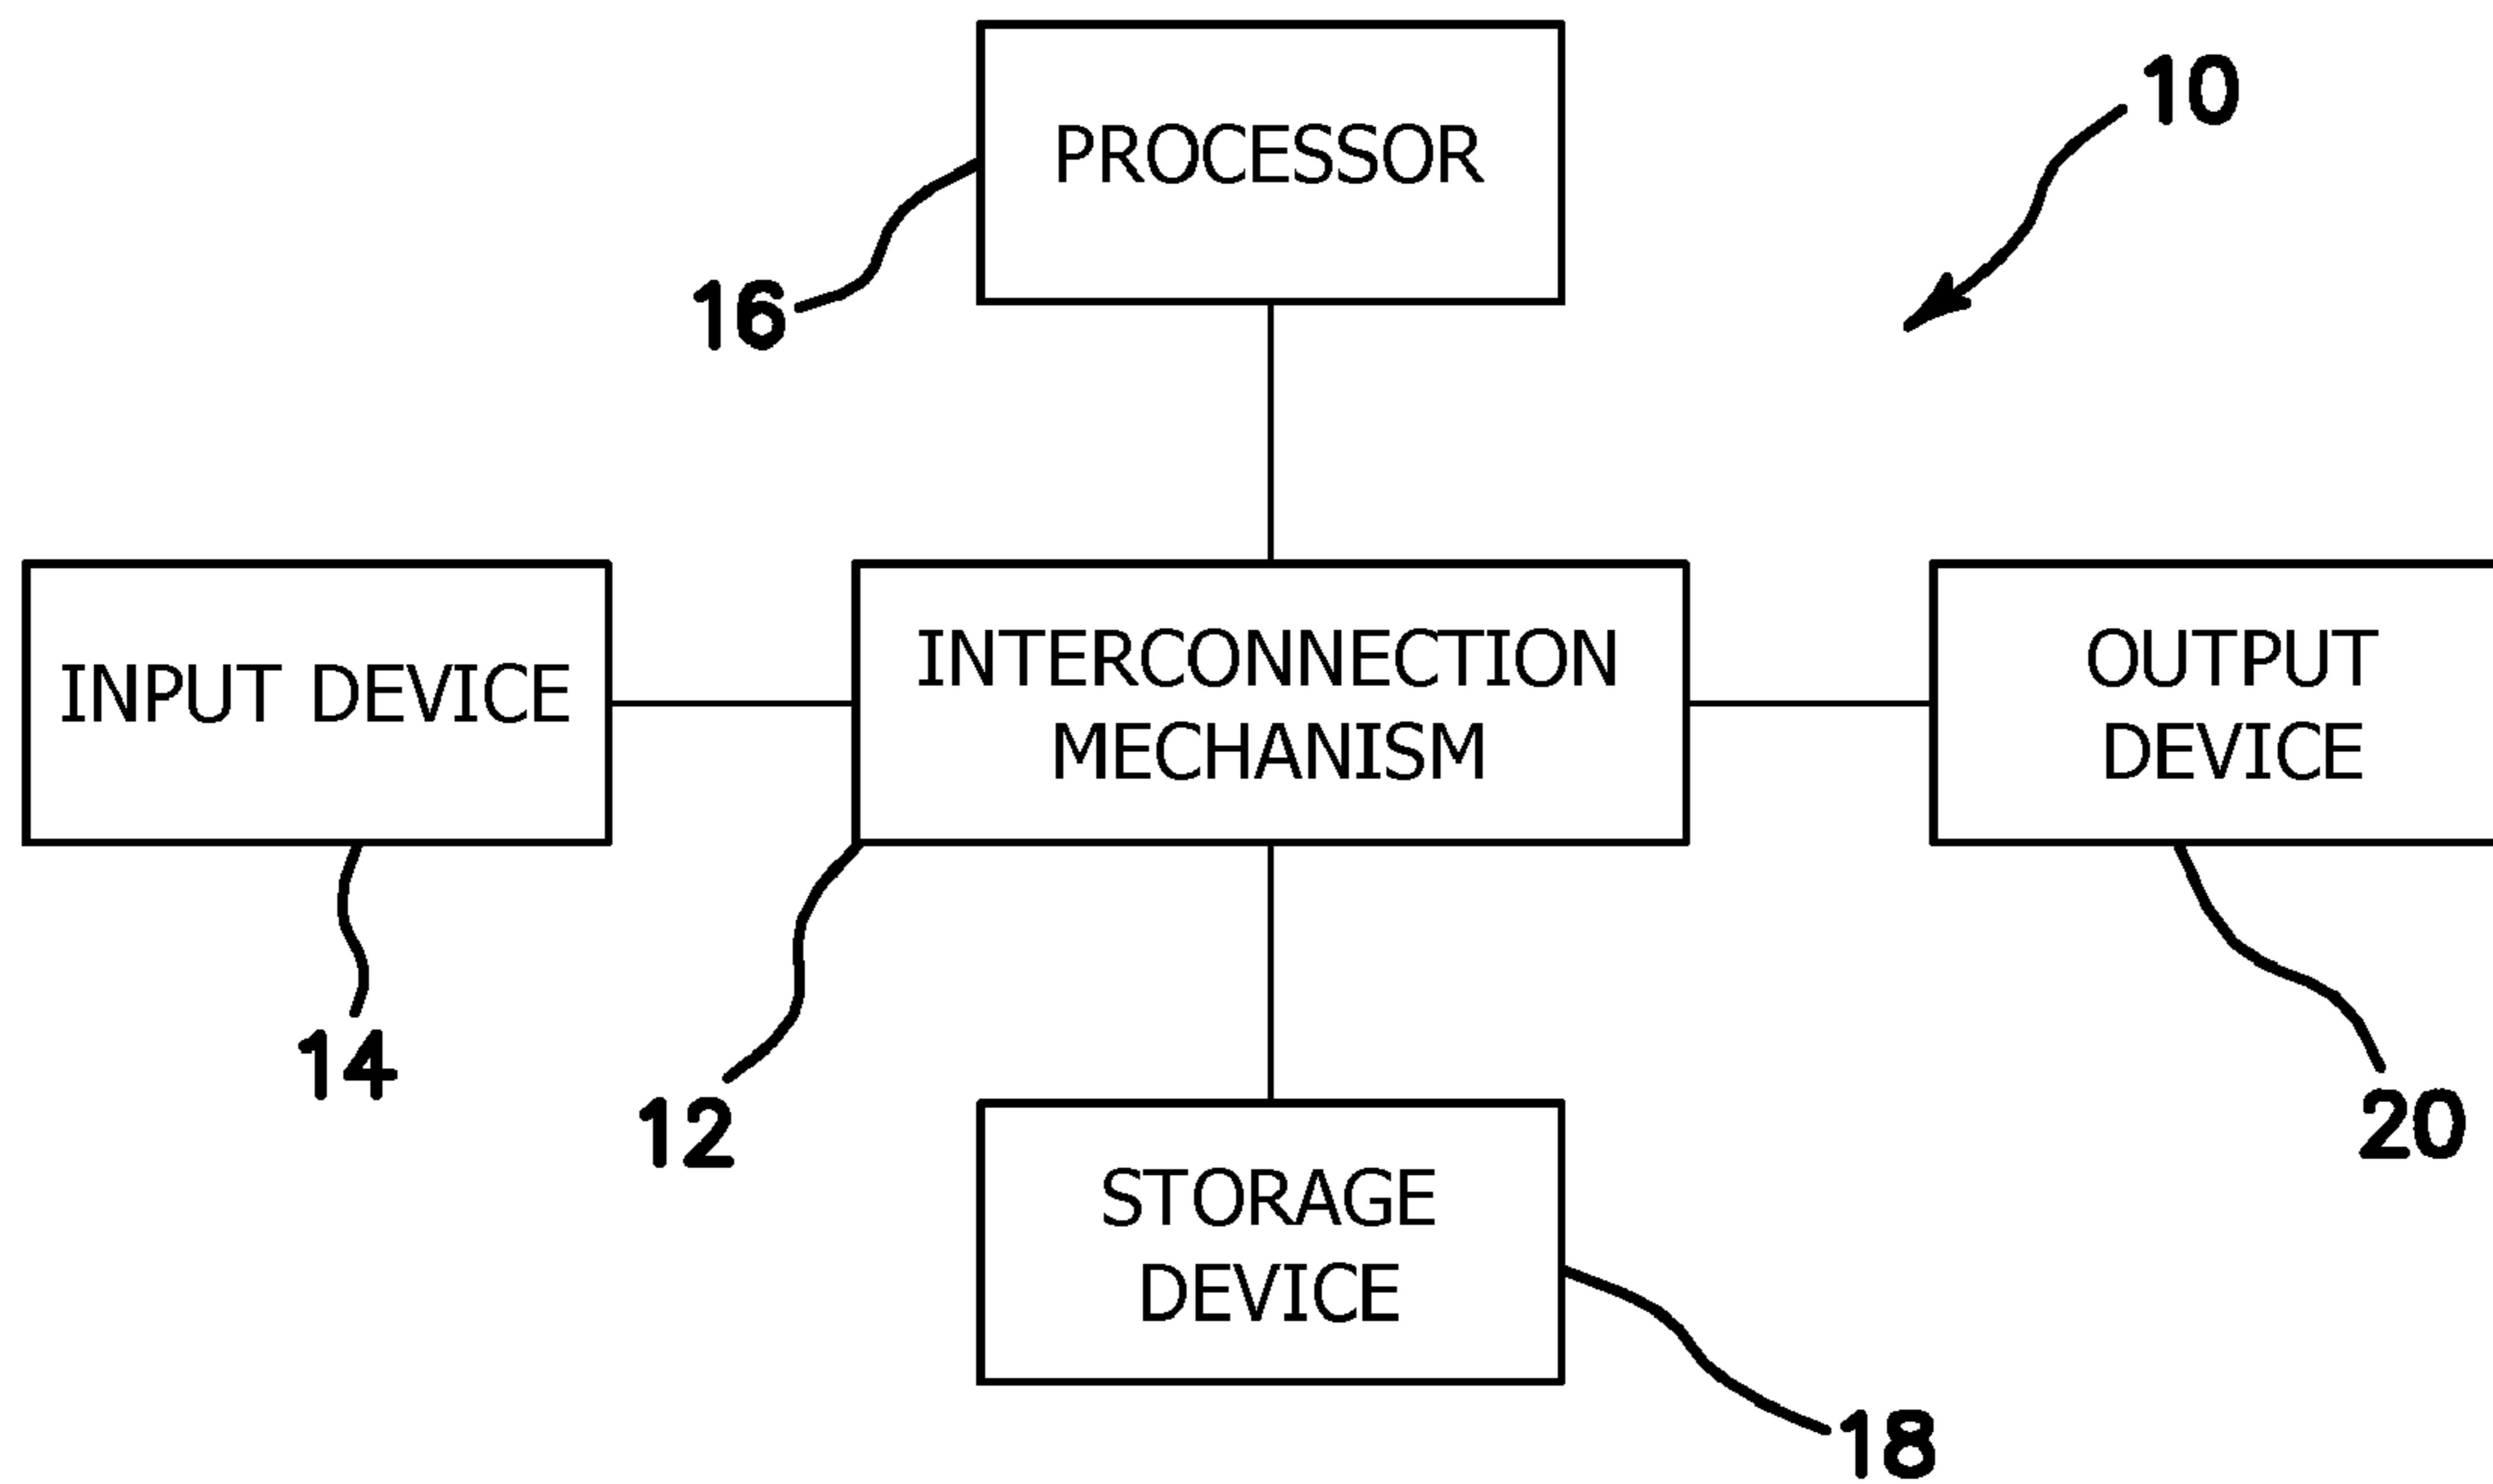 PROCESSOR
10
16
INPUT DEVICE
INTERCONNECTION
MECHANISM
OUTPUT
DEVICE
14
12
20
STORAGE
DEVICE
18